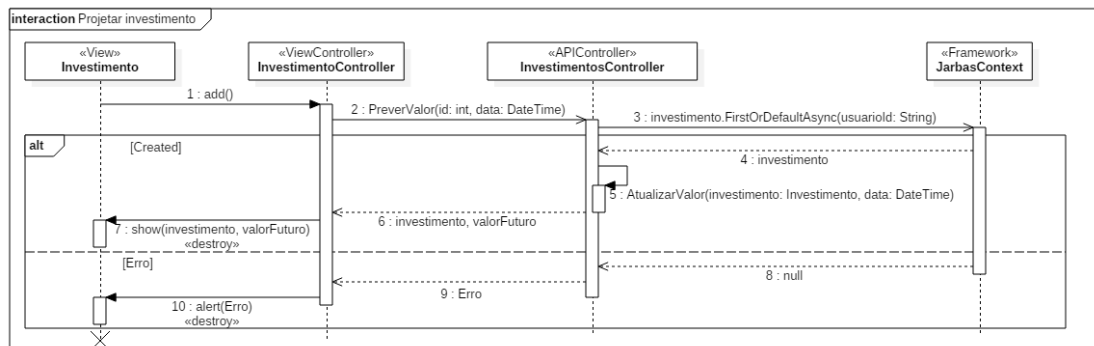 interaction Projetar investimento
«View»
Investimento
«ViewController»
InvestimentoController
«APIController»
InvestimentosController
«Framework»
JarbasContext
1 : add()
2 : PreverValor(id: int, data: DateTime)
3 : investimento.FirstOrDefaultAsync(usuarioId: String)
alt
[Created]
4 : investimento
5 : AtualizarValor(investimento: Investimento, data: DateTime)
6 : investimento, valorFuturo
7 : show(investimento, valorFuturo)
«destroy»
[Erro]
8 : null
9 : Erro
10 : alert(Erro)
«destroy»